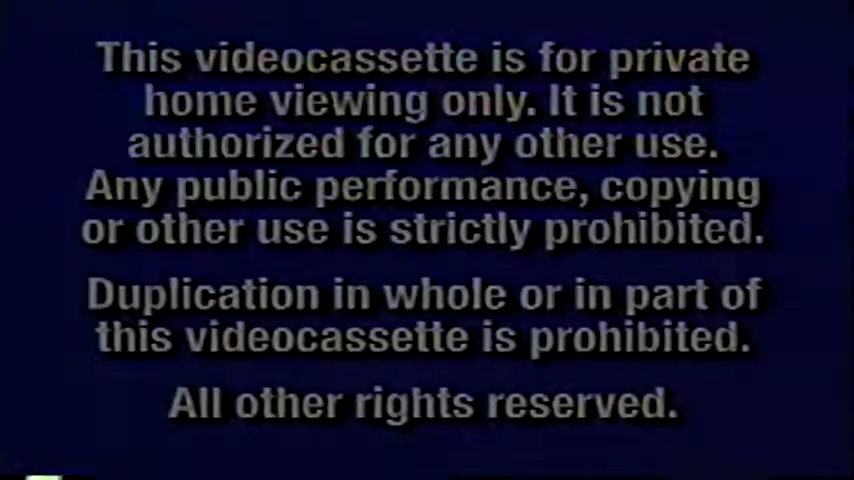 This videocassette is for private
home viewing only. It is not
authorized for any other use.
Any public performance, copying
or other use is strictly prohibited.
Duplication in whole or in part of
this videocassette is prohibited.
All other rights reserved.